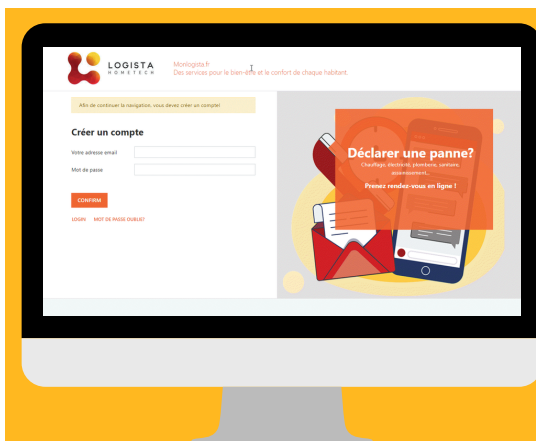 LOGISTA
HOMETECH
Monlogista.fr
Des services pour le bien-être et le confort de chaque habitant.
Afin de continuer la navigation, vous devez créer un compte!
Créer un compte
Votre adresse email
Mot de passe
CONFIRM
LOGIN MOT DE PASSE OUBLIÉ?
Déclarer une panne?
Chauffage, électricité, plomberie, sanitaire,
assainissement...
Prenez rendez-vous en ligne !